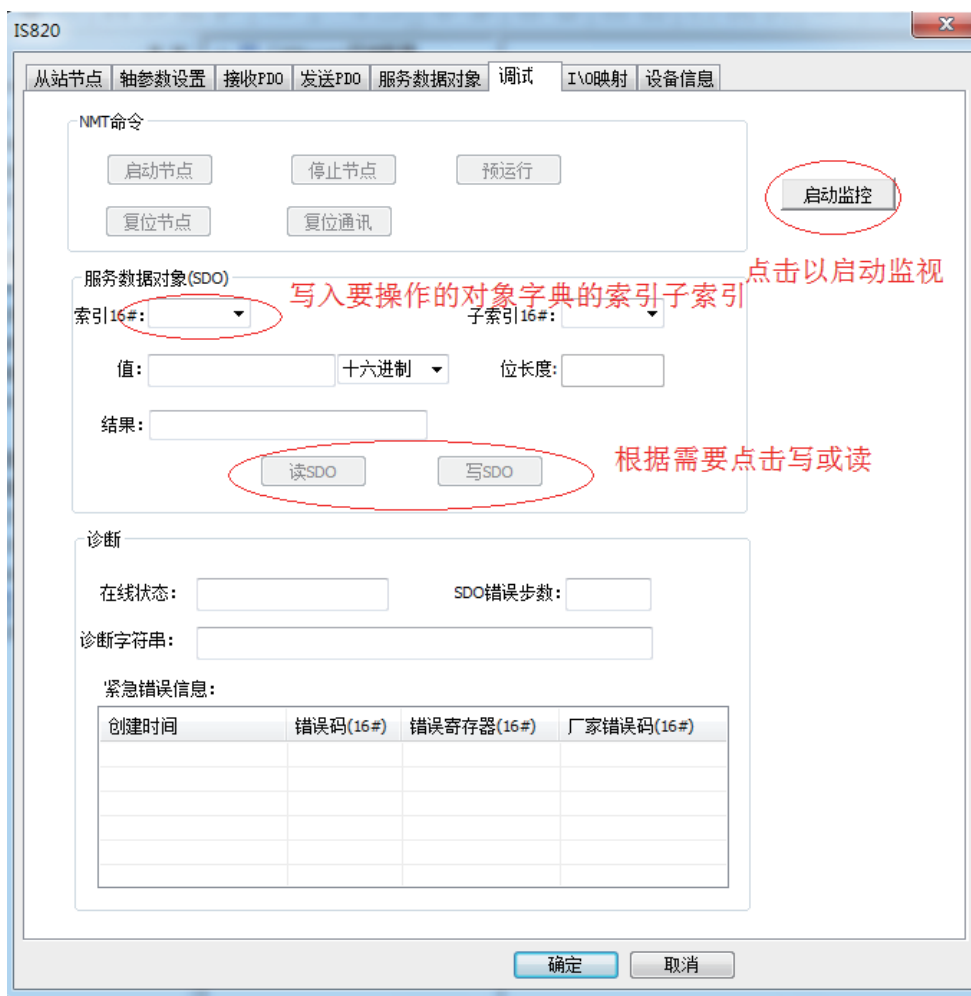 IS820
从站节点 轴参数设置 接收PDO 发送PDO 服务数据对象 调试 I\O映射 设备信息
NMT命令
启动节点 停止节点 预运行
启动监控
复位节点 复位通讯
点击以启动监视
服务数据对象(SDO)
写入要操作的对象字典的索引子索引
索引16#: 子索引16#:
值: 十六进制 位长度:
结果:
根据需要点击写或读
读SDO 写SDO
诊断
在线状态: SDO错误步数:
诊断字符串:
紧急错误信息:
创建时间 错误码(16#) 错误寄存器(16#) 厂家错误码(16#)
确定 取消